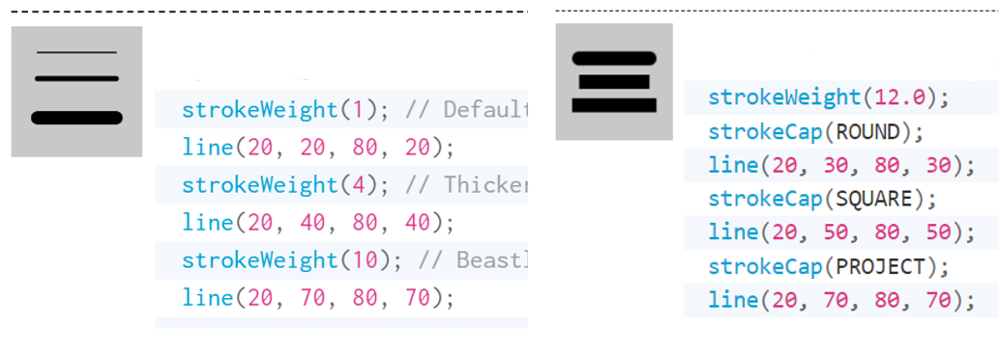 strokeWeight(1); // Default
line(20, 20, 80, 20);
strokeWeight(4); // Thicker
line(20, 40, 80, 40);
strokeWeight(10); // Beastl
line(20, 70, 80, 70);
strokeWeight(12.0);
strokeCap(ROUND);
line(20, 30, 80, 30);
strokeCap(SQUARE);
line(20, 50, 80, 50);
strokeCap(PROJECT);
line(20, 70, 80, 70);